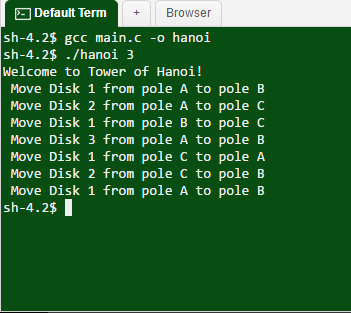 Default Term + Browser
sh-4.2$ gcc main.c -o hanoi
sh-4.2$ ./hanoi 3
Welcome to Tower of Hanoi!
Move Disk 1 from pole A to pole B
Move Disk 2 from pole A to pole C
Move Disk 1 from pole B to pole C
Move Disk 3 from pole A to pole B
Move Disk 1 from pole C to pole A
Move Disk 2 from pole C to pole B
Move Disk 1 from pole A to pole B
sh-4.2$